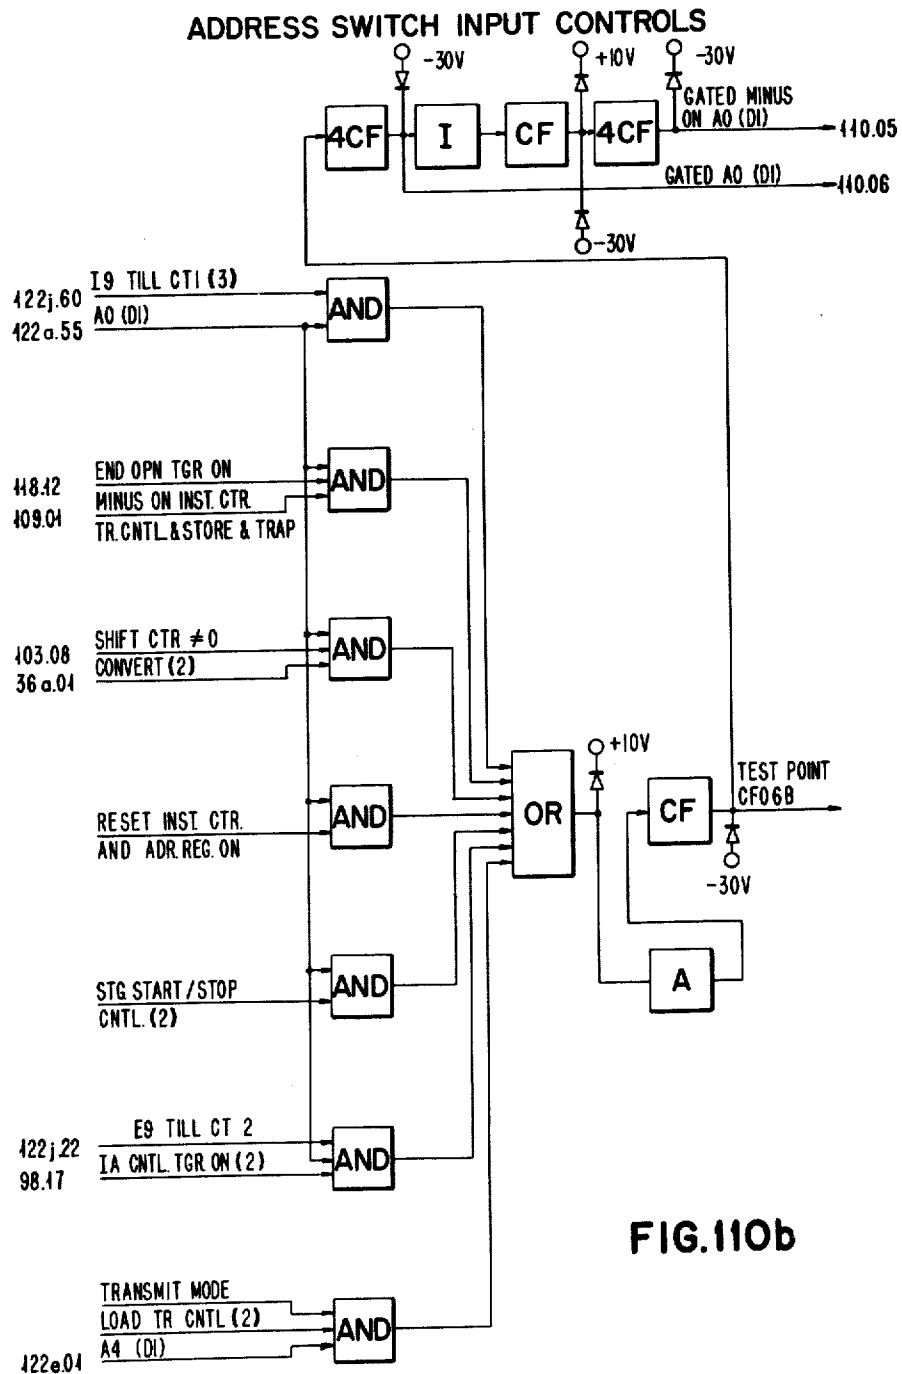 ADDRESS SWITCH INPUT CONTROLS
-30V
+10V
-30V
4CF
I
CF
4CF
GATED MINUS
ON A0 (D1)
110.05
GATED A0 (D1)
110.06
-30V
I9 TILL CT1 (3)
122j.60
A0 (D1)
122a.55
AND
END OPN TGR ON
118.12
MINUS ON INST. CTR.
109.01
TR. CNTL. & STORE & TRAP
AND
SHIFT CTR ≠ 0
103.08
CONVERT (2)
36a.01
AND
RESET INST. CTR.
AND ADR. REG. ON
AND
OR
+10V
CF
TEST POINT
CF06B
-30V
A
STG START/STOP
CNTL. (2)
AND
E9 TILL CT 2
122j.22
IA CNTL. TGR. ON (2)
98.17
AND
FIG. 110b
TRANSMIT MODE
LOAD TR CNTL (2)
A4 (D1)
122e.01
AND